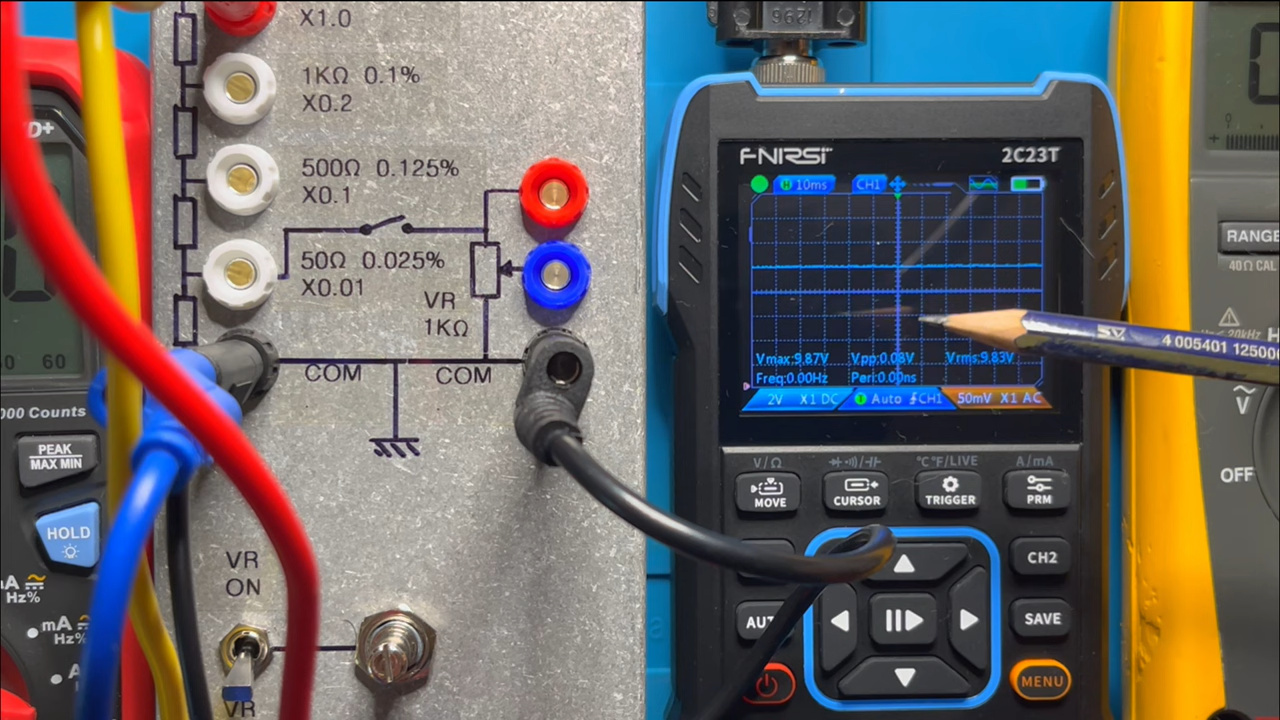 X1.0
1KΩ 0.1%
X0.2
500Ω 0.125%
X0.1
50Ω 0.025%
X0.01
VR
1KΩ
COM
COM
VR
ON
VR
D+
60
000 Counts
PEAK
MAX MIN
HOLD
Hz%
mA
Hz%
1296
FNIRSI
2C23T
H 10ms
CH1
Vmax:9.87V
Vpp:0.08V
Vrms:9.83V
Freq:0.00Hz
Peri:0.00ns
2V X1 DC
Auto CH1
50mV X1 AC
V/Ω
°C°F/LIVE
A/mA
MOVE
CURSOR
TRIGGER
PRM
CH2
SAVE
MENU
4 005401 12500
RANGE
40Ω CAL
20kHz
V
OFF